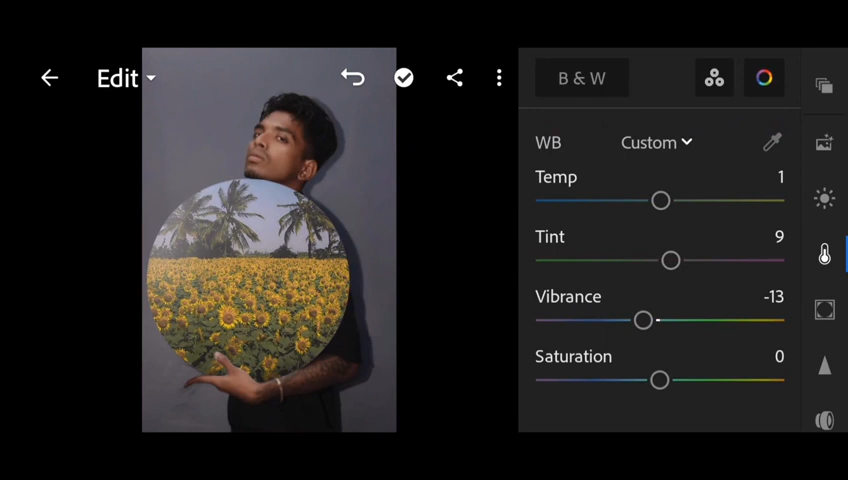 Edit
B & W
WB Custom
Temp 1
Tint 9
Vibrance -13
Saturation 0